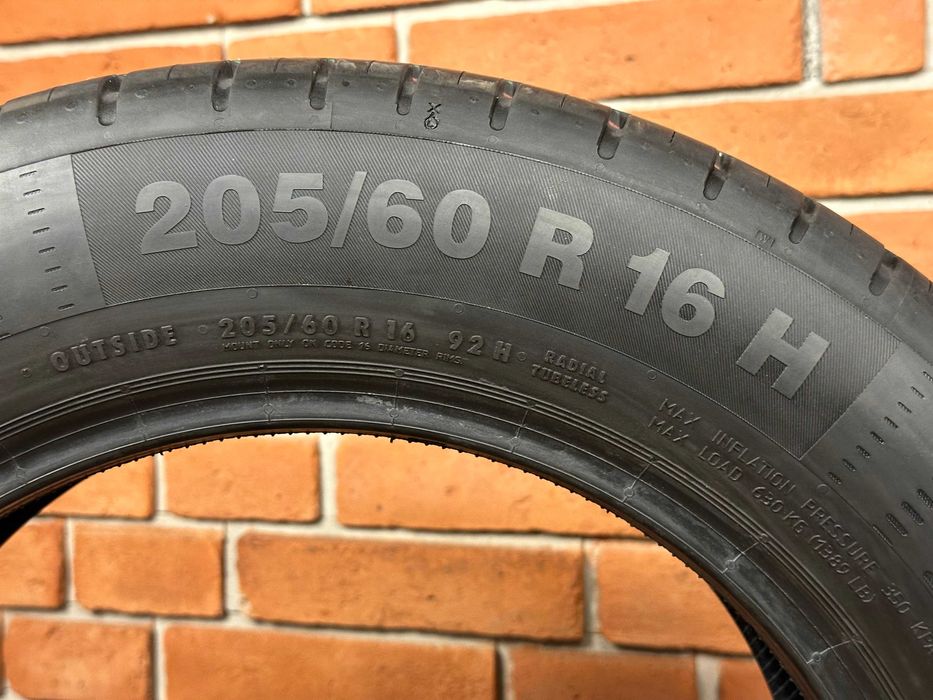 205/60 R 16 H
OUTSIDE 205/60 R 16 92 H RADIAL TUBELESS
MOUNT ONLY ON CODE 16 DIAMETER RIMS
MAX INFLATION PRESSURE 350 KPA
MAX LOAD 630 KG (1389 LB)